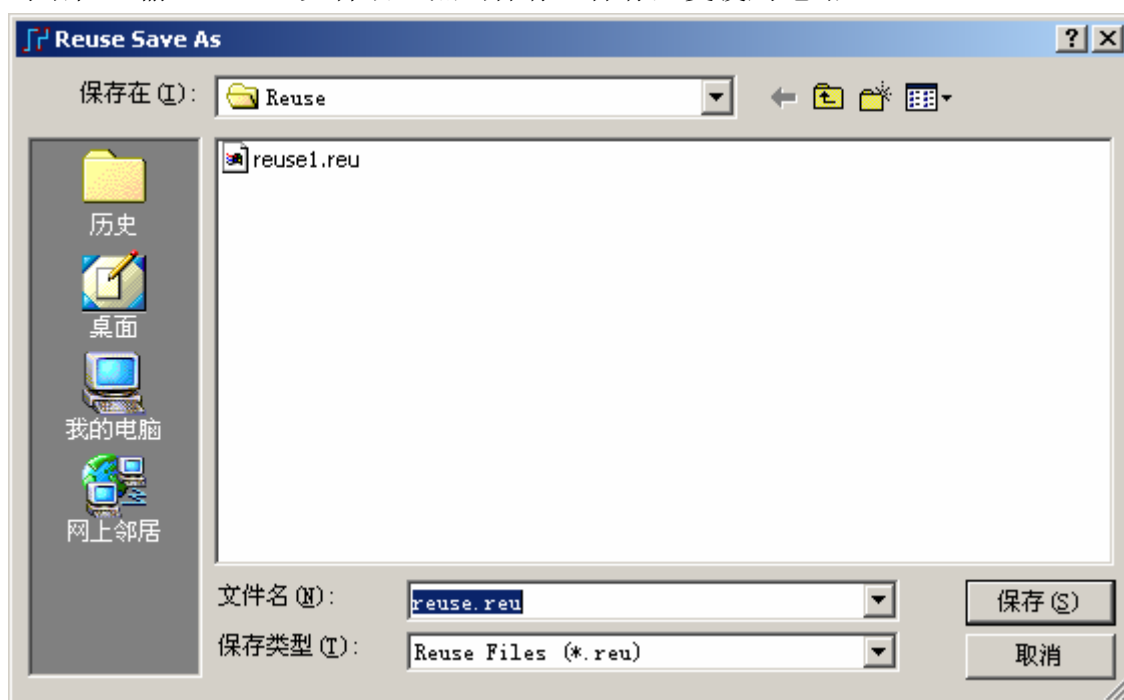 Reuse Save As
保存在(I):
Reuse
reuse1.reu
历史
桌面
我的电脑
网上邻居
文件名(N):
reuse.reu
保存(S)
保存类型(T):
Reuse Files (*.reu)
取消